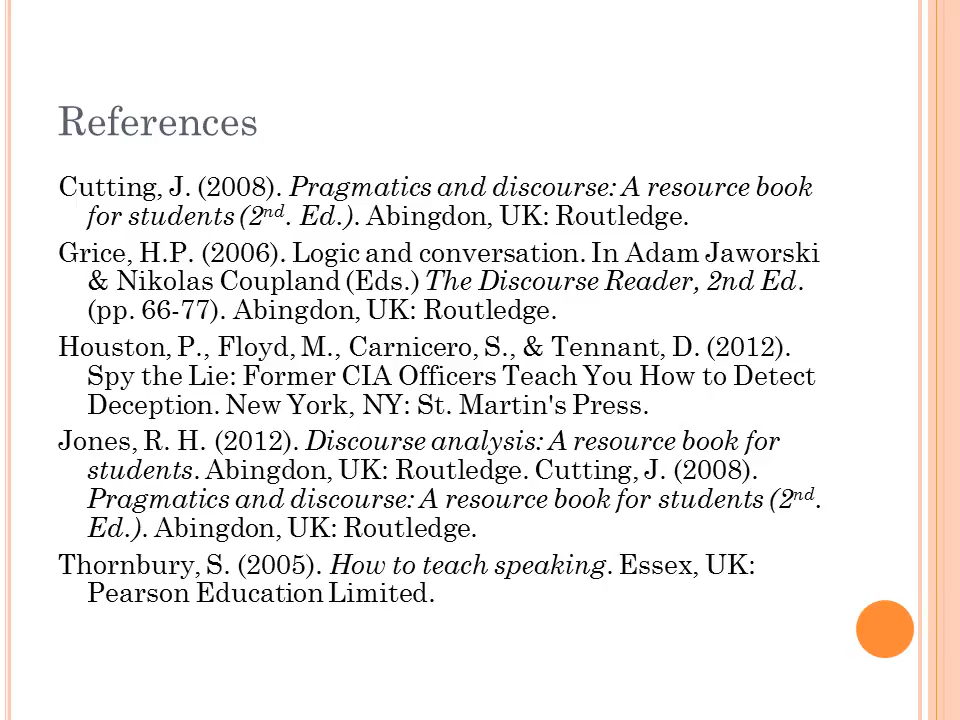 References
Cutting, J. (2008). Pragmatics and discourse: A resource book
for students (2nd. Ed.). Abingdon, UK: Routledge.
Grice, H.P. (2006). Logic and conversation. In Adam Jaworski
& Nikolas Coupland (Eds.) The Discourse Reader, 2nd Ed.
(pp. 66-77). Abingdon, UK: Routledge.
Houston, P., Floyd, M., Carnicero, S., & Tennant, D. (2012).
Spy the Lie: Former CIA Officers Teach You How to Detect
Deception. New York, NY: St. Martin's Press.
Jones, R. H. (2012). Discourse analysis: A resource book for
students. Abingdon, UK: Routledge. Cutting, J. (2008).
Pragmatics and discourse: A resource book for students (2nd.
Ed.). Abingdon, UK: Routledge.
Thornbury, S. (2005). How to teach speaking. Essex, UK:
Pearson Education Limited.